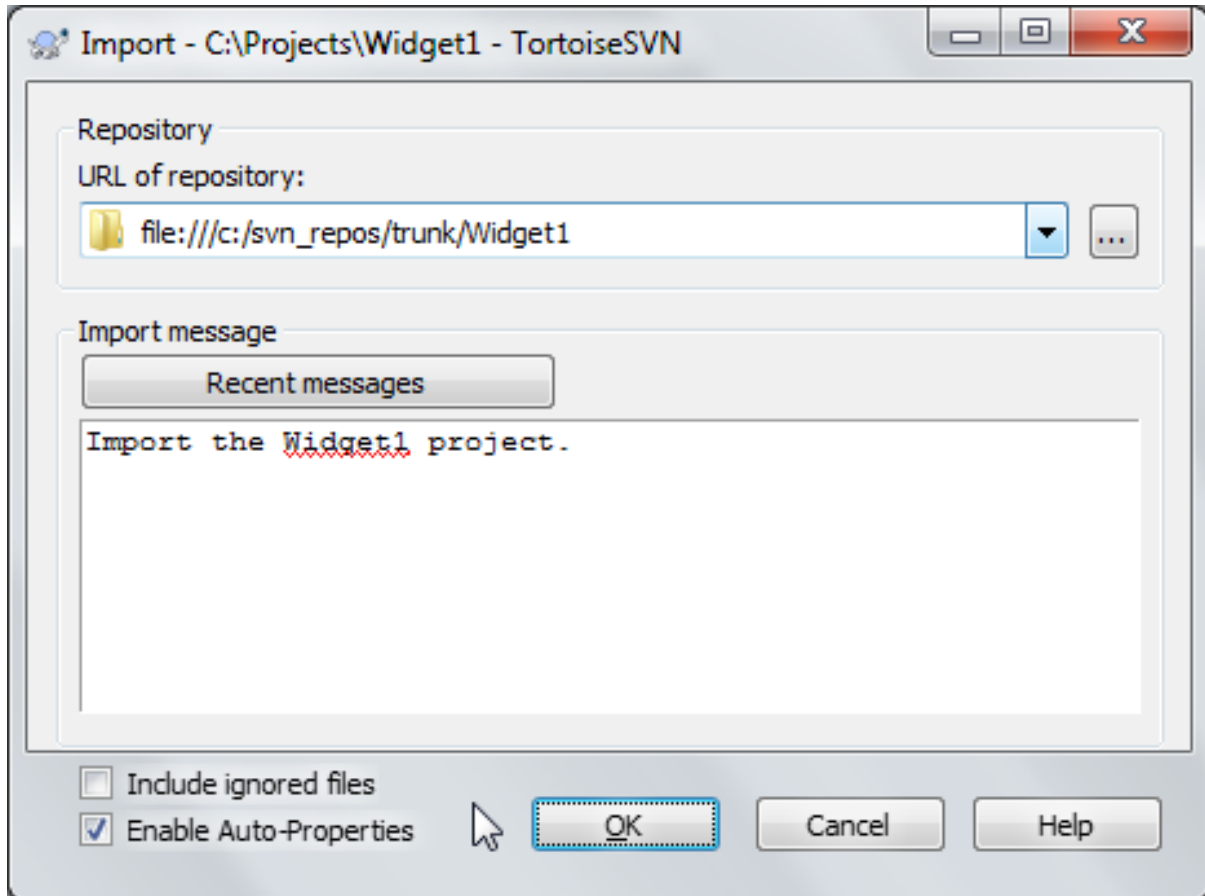 Import - C:\Projects\Widget1 - TortoiseSVN
Repository
URL of repository:
file:///c:/svn_repos/trunk/Widget1
...
Import message
Recent messages
Import the Widget1 project.
Include ignored files
Enable Auto-Properties
OK
Cancel
Help